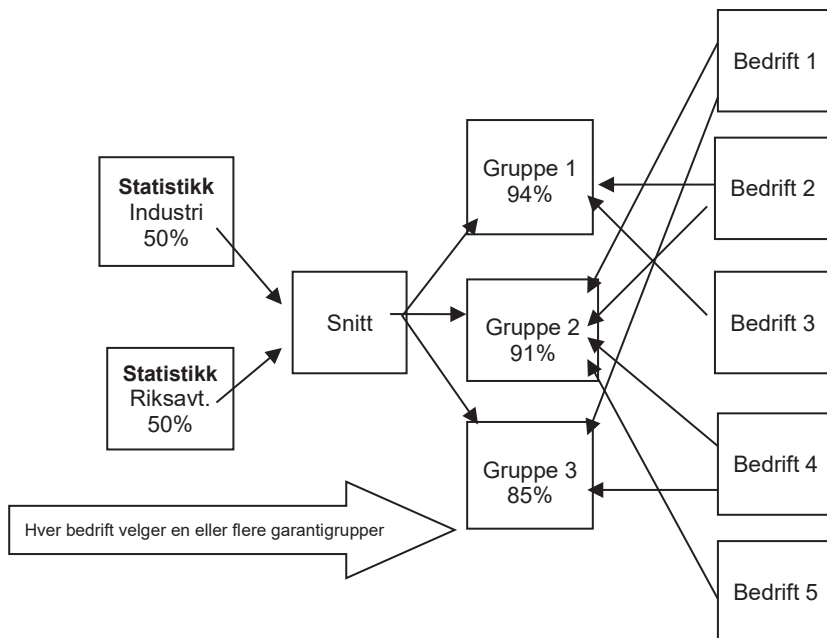 Statistikk
Industri
50%
Statistikk
Riksavt.
50%
Snitt
Gruppe 1
94%
Gruppe 2
91%
Gruppe 3
85%
Bedrift 1
Bedrift 2
Bedrift 3
Bedrift 4
Bedrift 5
Hver bedrift velger en eller flere garantigrupper